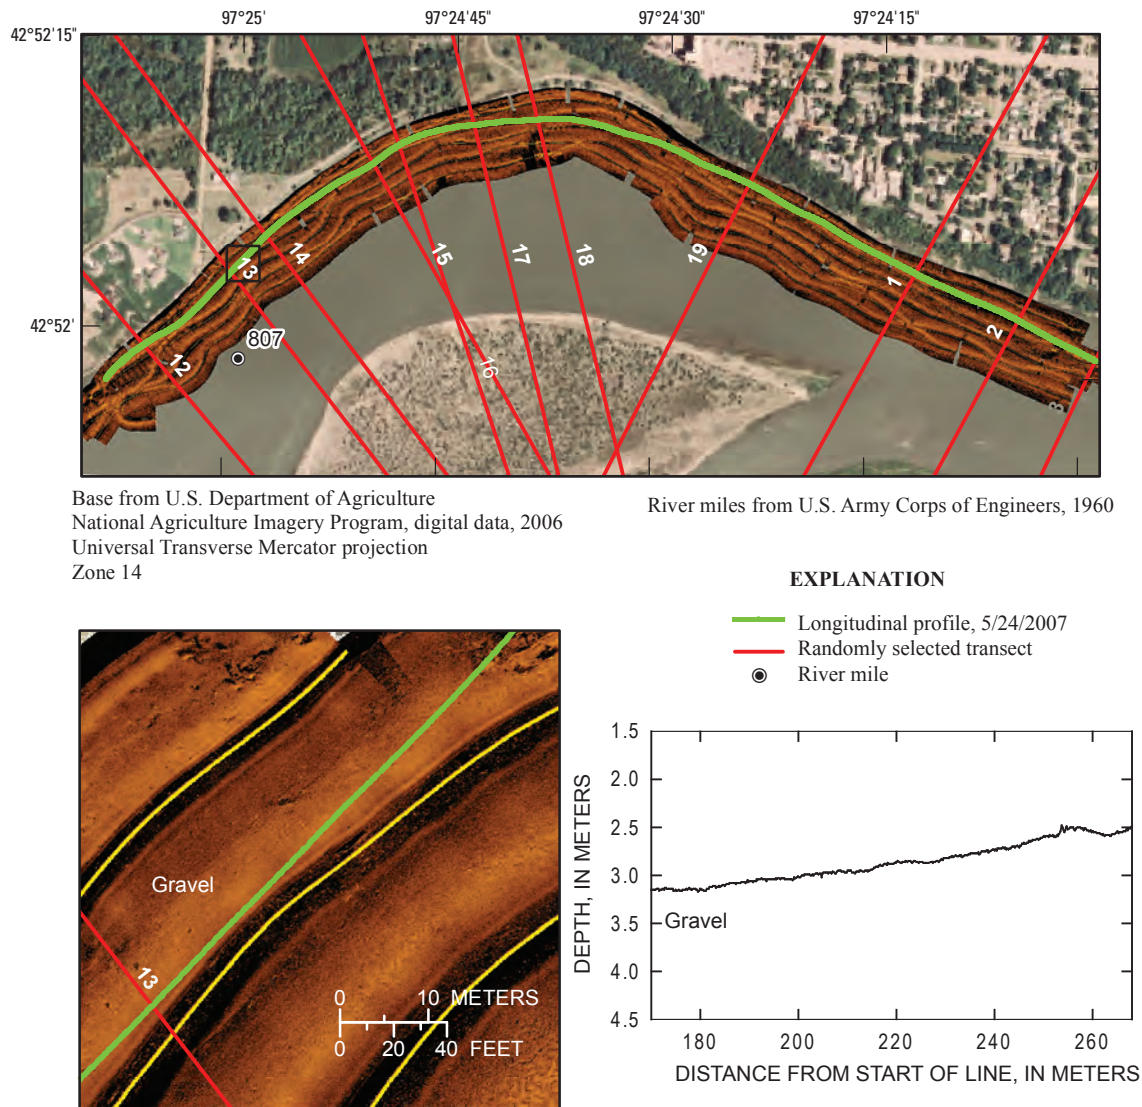 97°25'
97°24'45"
97°24'30"
97°24'15"
42°52'15"
42°52'
12
13
14
15
16
17
18
19
1
2
3
807
Base from U.S. Department of Agriculture
National Agriculture Imagery Program, digital data, 2006
Universal Transverse Mercator projection
Zone 14
River miles from U.S. Army Corps of Engineers, 1960
EXPLANATION
Longitudinal profile, 5/24/2007
Randomly selected transect
River mile
Gravel
13
0 10 METERS
0 20 40 FEET
DEPTH, IN METERS
1.5
2.0
2.5
3.0
3.5
4.0
4.5
Gravel
180 200 220 240 260
DISTANCE FROM START OF LINE, IN METERS